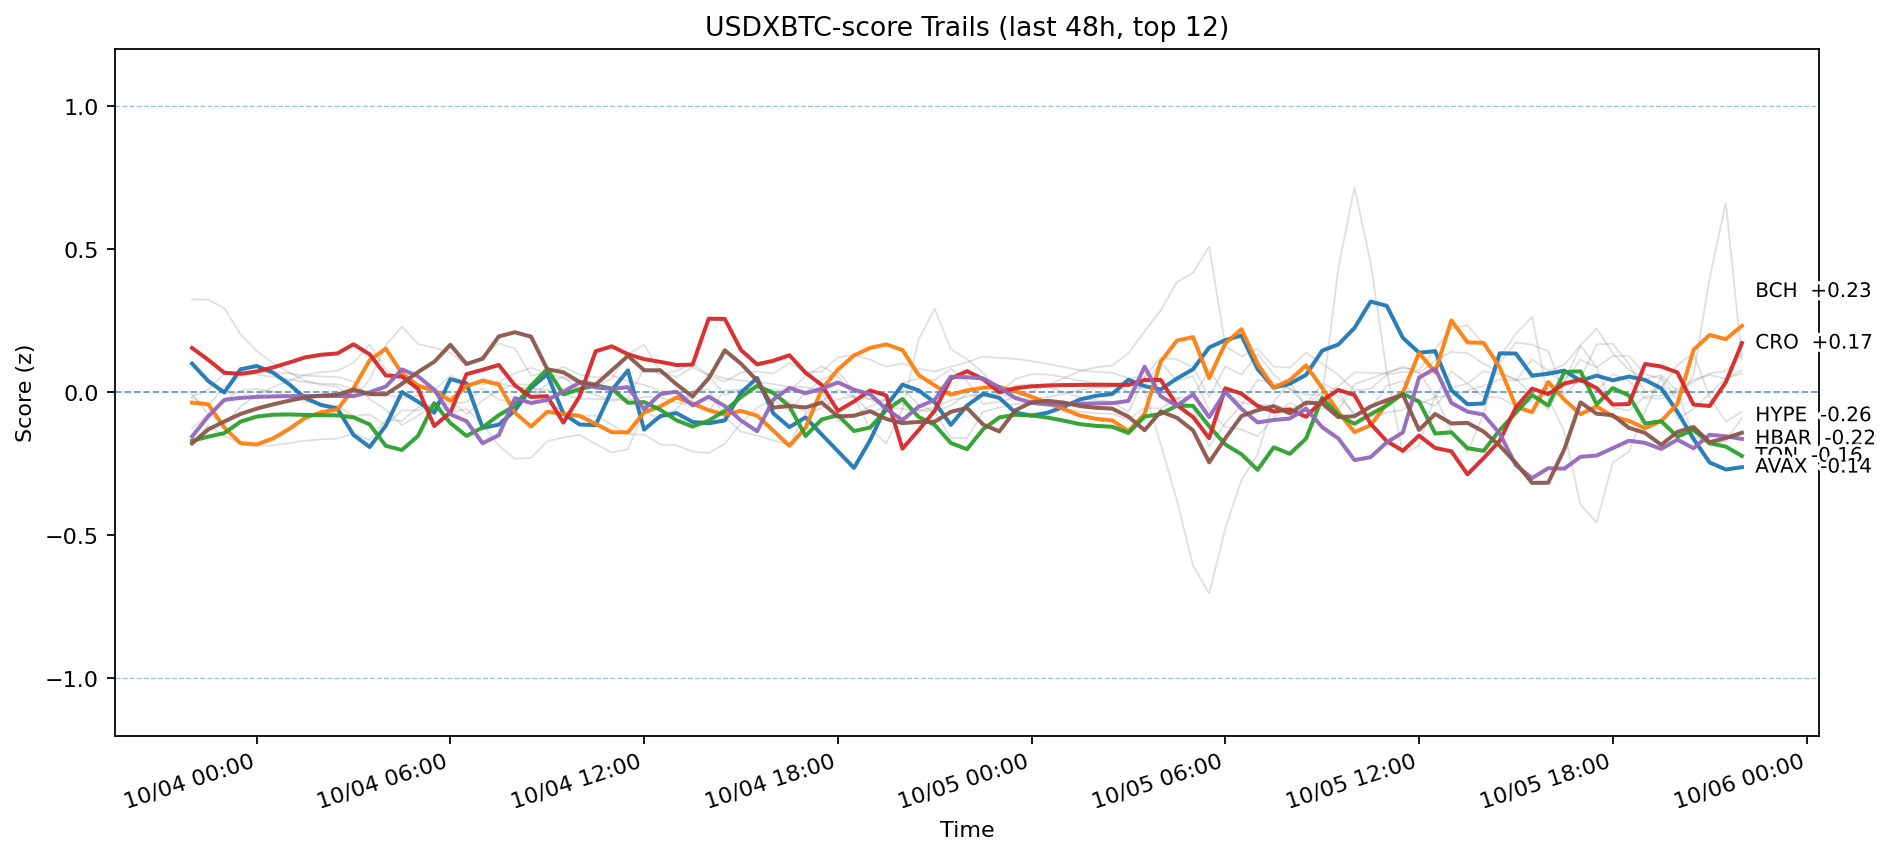 USDXBTC-score Trails (last 48h, top 12)
Score (z)
1.0
0.5
0.0
−0.5
−1.0
BCH +0.23
CRO +0.17
HYPE -0.26
HBAR -0.22
TON -0.16
AVAX -0.14
10/04 00:00
10/04 06:00
10/04 12:00
10/04 18:00
10/05 00:00
10/05 06:00
10/05 12:00
10/05 18:00
10/06 00:00
Time